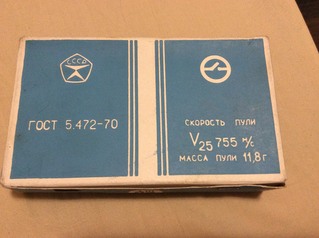 СССР
ГОСТ 5.472-70
СКОРОСТЬ ПУЛИ
V25 755 м/с
МАССА ПУЛИ 11,8 г